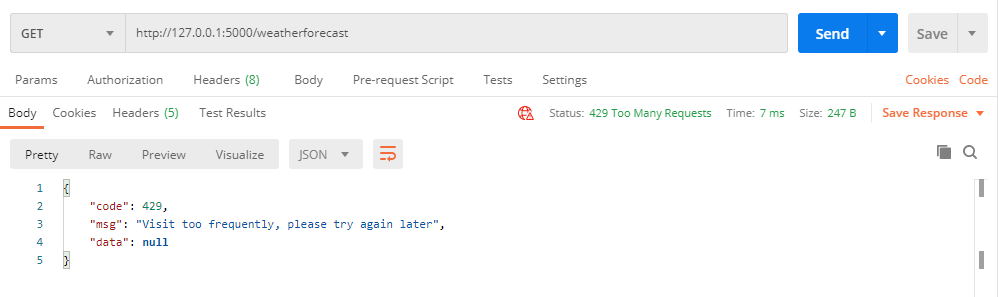 GET http://127.0.0.1:5000/weatherforecast Send Save
Params Authorization Headers (8) Body Pre-request Script Tests Settings Cookies Code
Body Cookies Headers (5) Test Results Status: 429 Too Many Requests Time: 7 ms Size: 247 B Save Response
Pretty Raw Preview Visualize JSON
1 {
2 "code": 429,
3 "msg": "Visit too frequently, please try again later",
4 "data": null
5 }